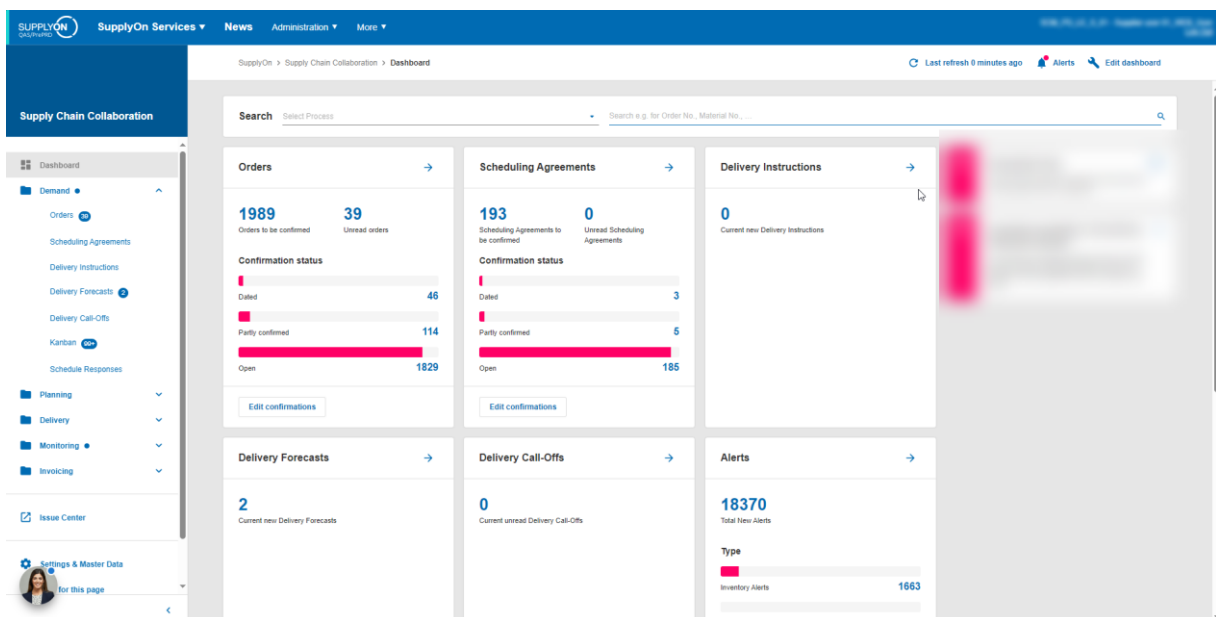 SUPPLYON
QAS/PrePRD
SupplyOn Services
News
Administration
More
SupplyOn > Supply Chain Collaboration > Dashboard
Last refresh 0 minutes ago
Alerts
Edit dashboard
Supply Chain Collaboration
Dashboard
Demand
Orders 39
Scheduling Agreements
Delivery Instructions
Delivery Forecasts 2
Delivery Call-Offs
Kanban 99+
Schedule Responses
Planning
Delivery
Monitoring
Invoicing
Issue Center
Settings & Master Data
for this page
Search Select Process
Search e.g. for Order No., Material No., ...
Orders
1989 39
Orders to be confirmed Unread orders
Confirmation status
Dated 46
Partly confirmed 114
Open 1829
Edit confirmations
Scheduling Agreements
193 0
Scheduling Agreements to Unread Scheduling
be confirmed Agreements
Confirmation status
Dated 3
Partly confirmed 5
Open 185
Edit confirmations
Delivery Instructions
0
Current new Delivery Instructions
Delivery Forecasts
2
Current new Delivery Forecasts
Delivery Call-Offs
0
Current unread Delivery Call-Offs
Alerts
18370
Total New Alerts
Type
Inventory Alerts 1663